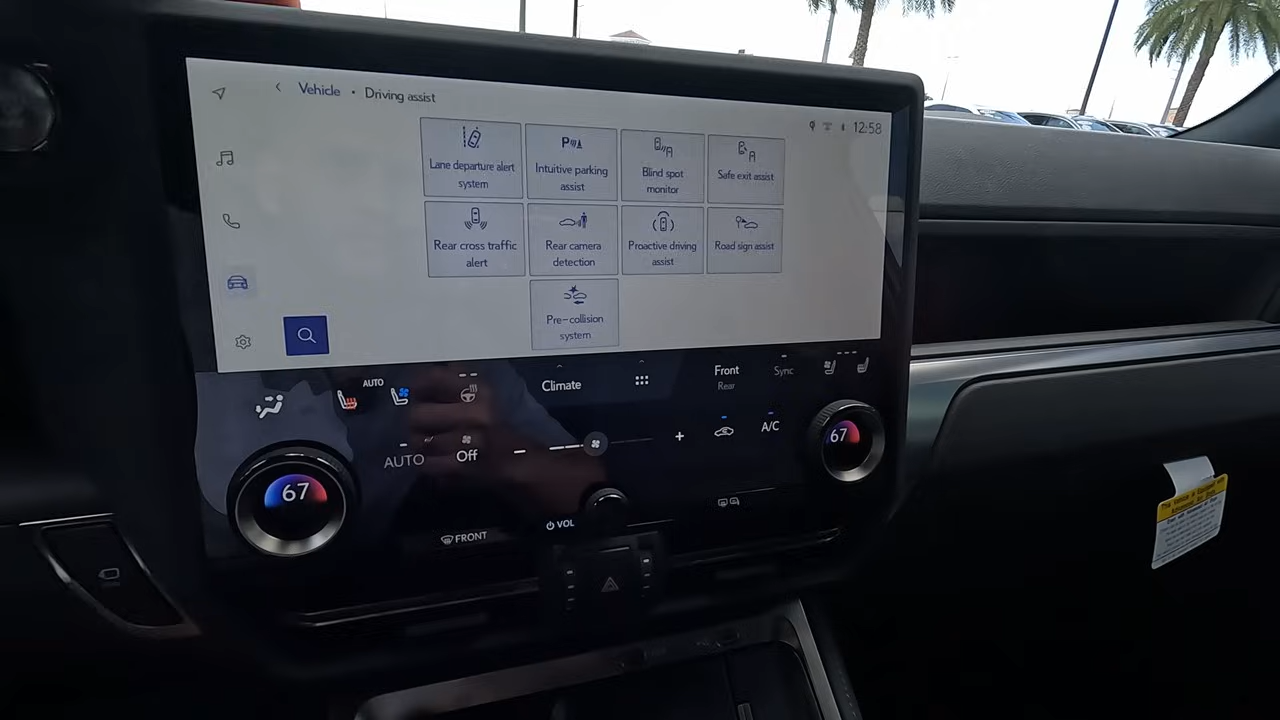 Vehicle • Driving assist
12:58
Lane departure alert
system
Intuitive parking
assist
Blind spot
monitor
Safe exit assist
Rear cross traffic
alert
Rear camera
detection
Proactive driving
assist
Road sign assist
Pre-collision
system
AUTO
Climate
Front
Rear
Sync
67
AUTO
Off
A/C
67
VOL
FRONT